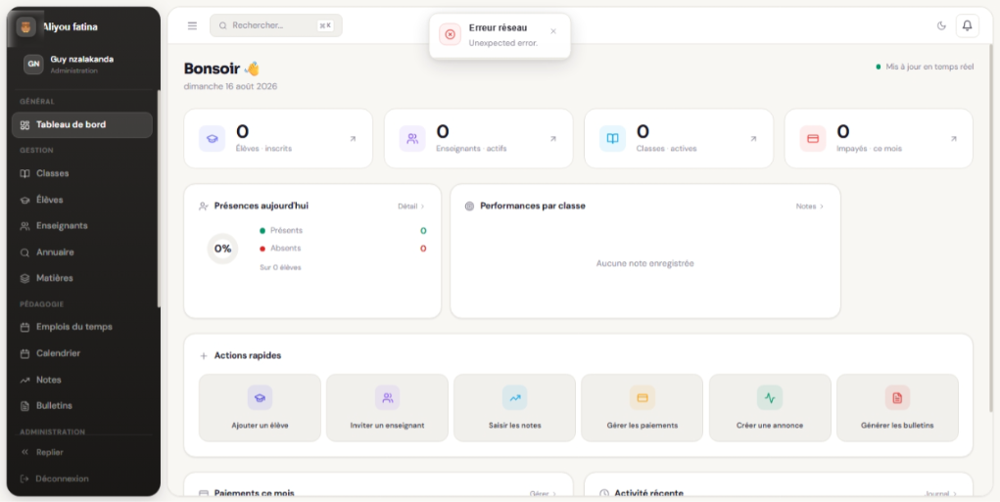 Aliyou fatina
GN
Guy nzalakanda
Administration
GÉNÉRAL
Tableau de bord
GESTION
Classes
Élèves
Enseignants
Annuaire
Matières
PÉDAGOGIE
Emplois du temps
Calendrier
Notes
Bulletins
ADMINISTRATION
Replier
Déconnexion
Rechercher...
⌘K
Erreur réseau
Unexpected error.
Bonsoir 👋
dimanche 16 août 2026
Mis à jour en temps réel
0
Élèves · inscrits
0
Enseignants · actifs
0
Classes · actives
0
Impayés · ce mois
Présences aujourd'hui
Détail
0%
Présents 0
Absents 0
Sur 0 élèves
Performances par classe
Notes
Aucune note enregistrée
Actions rapides
Ajouter un élève
Inviter un enseignant
Saisir les notes
Gérer les paiements
Créer une annonce
Générer les bulletins
Paiements ce mois
Gérer
Activité récente
Journal